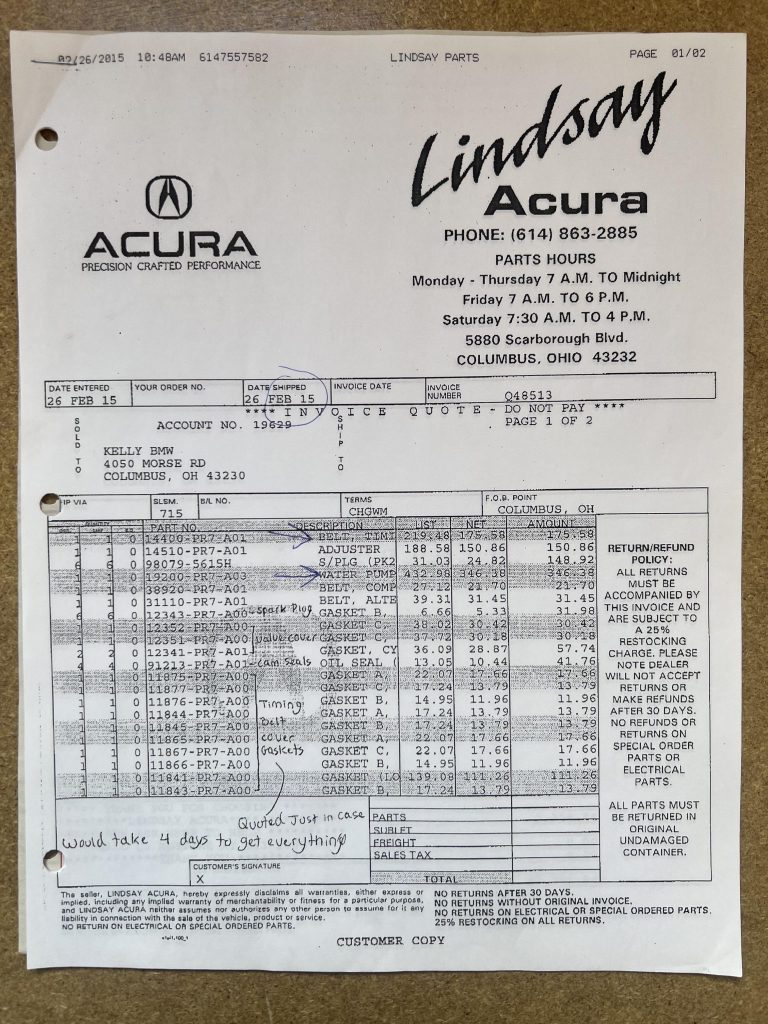 02/26/2015 10:48AM 6147557582 LINDSAY PARTS PAGE 01/02
Lindsay
Acura
ACURA
PRECISION CRAFTED PERFORMANCE
PHONE: (614) 863-2885
PARTS HOURS
Monday - Thursday 7 A.M. TO Midnight
Friday 7 A.M. TO 6 P.M.
Saturday 7:30 A.M. TO 4 P.M.
5880 Scarborough Blvd.
COLUMBUS, OHIO 43232
DATE ENTERED YOUR ORDER NO. DATE SHIPPED INVOICE DATE INVOICE NUMBER
26 FEB 15 26 FEB 15 Q48513
**** INVOICE QUOTE - DO NOT PAY ****
SOLD TO ACCOUNT NO. 19629 SHIP TO PAGE 1 OF 2
KELLY BMW
4050 MORSE RD
COLUMBUS, OH 43230
SHIP VIA SLSM. B/L NO. TERMS F.O.B. POINT
715 CHGWM COLUMBUS, OH
QUANTITY PART NO. DESCRIPTION LIST NET AMOUNT
1 1 0 14400-PR7-A01 BELT, TIMI 219.48 175.58 175.58
1 1 0 14510-PR7-A01 ADJUSTER 188.58 150.86 150.86
6 6 0 98079-5615H S/PLG (PK2 31.03 24.82 148.92
1 1 0 19200-PR7-A03 WATER PUMP 432.98 346.38 346.38
1 1 0 38920-PR7-A01 BELT, COMP 27.12 21.70 21.70
1 1 0 31110-PR7-A01 BELT, ALTE 39.31 31.45 31.45
6 6 0 12343-PR7-A00 spark Plug GASKET B, 6.66 5.33 31.98
1 1 0 12352-PR7-A00 GASKET C, 38.02 30.42 30.42
1 1 0 12351-PR7-A00 valve cover GASKET C, 37.72 30.18 30.18
2 2 0 12341-PR7-A01 GASKET, CY 36.09 28.87 57.74
4 4 0 91213-PR7-A01 - cam seals OIL SEAL ( 13.05 10.44 41.76
1 1 0 11875-PR7-A00 GASKET A, 22.07 17.66 17.66
1 1 0 11877-PR7-A00 GASKET C, 17.24 13.79 13.79
1 1 0 11876-PR7-A00 Timing GASKET B, 14.95 11.96 11.96
1 1 0 11844-PR7-A00 Belt GASKET A, 17.24 13.79 13.79
1 1 0 11845-PR7-A00 GASKET B, 17.24 13.79 13.79
1 1 0 11865-PR7-A00 cover GASKET A, 22.07 17.66 17.66
1 1 0 11867-PR7-A00 Gaskets GASKET C, 22.07 17.66 17.66
1 1 0 11866-PR7-A00 GASKET B, 14.95 11.96 11.96
1 1 0 11841-PR7-A00 GASKET (LO 139.08 111.26 111.26
1 1 0 11843-PR7-A00 GASKET B, 17.24 13.79 13.79
RETURN/REFUND
POLICY:
ALL RETURNS
MUST BE
ACCOMPANIED BY
THIS INVOICE AND
ARE SUBJECT TO
A 25%
RESTOCKING
CHARGE. PLEASE
NOTE DEALER
WILL NOT ACCEPT
RETURNS OR
MAKE REFUNDS
AFTER 30 DAYS.
NO REFUNDS OR
RETURNS ON
SPECIAL ORDER
PARTS OR
ELECTRICAL
PARTS.
ALL PARTS MUST
BE RETURNED IN
ORIGINAL
UNDAMAGED
CONTAINER.
Quoted Just in case
Would take 4 days to get everything
PARTS
SUBLET
FREIGHT
SALES TAX
TOTAL
CUSTOMER'S SIGNATURE
X
The seller, LINDSAY ACURA, hereby expressly disclaims all warranties, either express or
implied, including any implied warranty of merchantability or fitness for a particular purpose,
and LINDSAY ACURA neither assumes nor authorizes any other person to assume for it any
liability in connection with the sale of the vehicle, product or service.
NO RETURN ON ELECTRICAL OR SPECIAL ORDERED PARTS.
NO RETURNS AFTER 30 DAYS.
NO RETURNS WITHOUT ORIGINAL INVOICE.
NO RETURNS ON ELECTRICAL OR SPECIAL ORDERED PARTS.
25% RESTOCKING ON ALL RETURNS.
CUSTOMER COPY